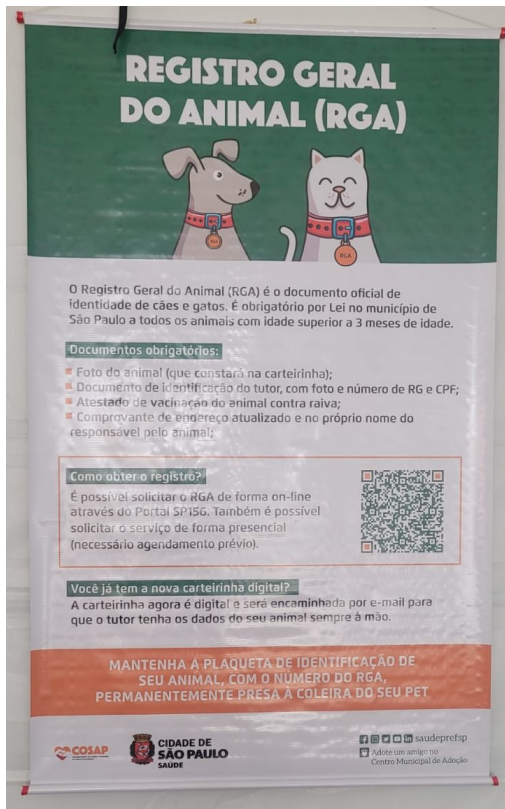 REGISTRO GERAL
DO ANIMAL (RGA)
RGA
RGA
O Registro Geral do Animal (RGA) é o documento oficial de
identidade de cães e gatos. É obrigatório por Lei no município de
São Paulo a todos os animais com idade superior a 3 meses de idade.
Documentos obrigatórios:
Foto do animal (que constará na carteirinha);
Documento de identificação do tutor, com foto e número de RG e CPF;
Atestado de vacinação do animal contra raiva;
Comprovante de endereço atualizado e no próprio nome do
responsável pelo animal;
Como obter o registro?
É possível solicitar o RGA de forma on-line
através do Portal SP156. Também é possível
solicitar o serviço de forma presencial
(necessário agendamento prévio).
Você já tem a nova carteirinha digital?
A carteirinha agora é digital e será encaminhada por e-mail para
que o tutor tenha os dados do seu animal sempre à mão.
MANTENHA A PLAQUETA DE IDENTIFICAÇÃO DE
SEU ANIMAL, COM O NÚMERO DO RGA,
PERMANENTEMENTE PRESA À COLEIRA DO SEU PET
COSAP
CIDADE DE
SÃO PAULO
SAÚDE
saudeprefsp
Adote um amigo no
Centro Municipal de Adoção